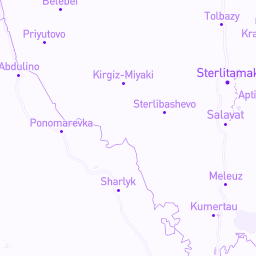 Belebei
Tolbazy
Priyutovo
Kra
Abdulino
Kirgiz-Miyaki
Sterlitamak
Apti
Sterlibashevo
Salavat
Ponomarevka
Sharlyk
Meleuz
Kumertau